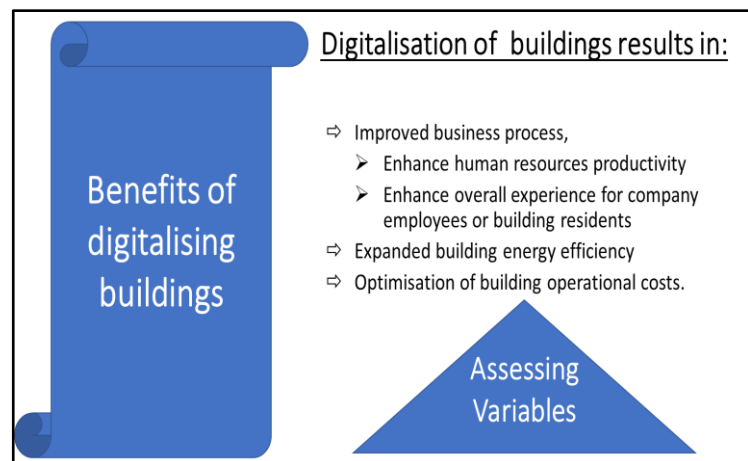 Benefits of
digitalising
buildings
Digitalisation of buildings results in:
⇨ Improved business process,
➢ Enhance human resources productivity
➢ Enhance overall experience for company
employees or building residents
⇨ Expanded building energy efficiency
⇨ Optimisation of building operational costs.
Assessing
Variables